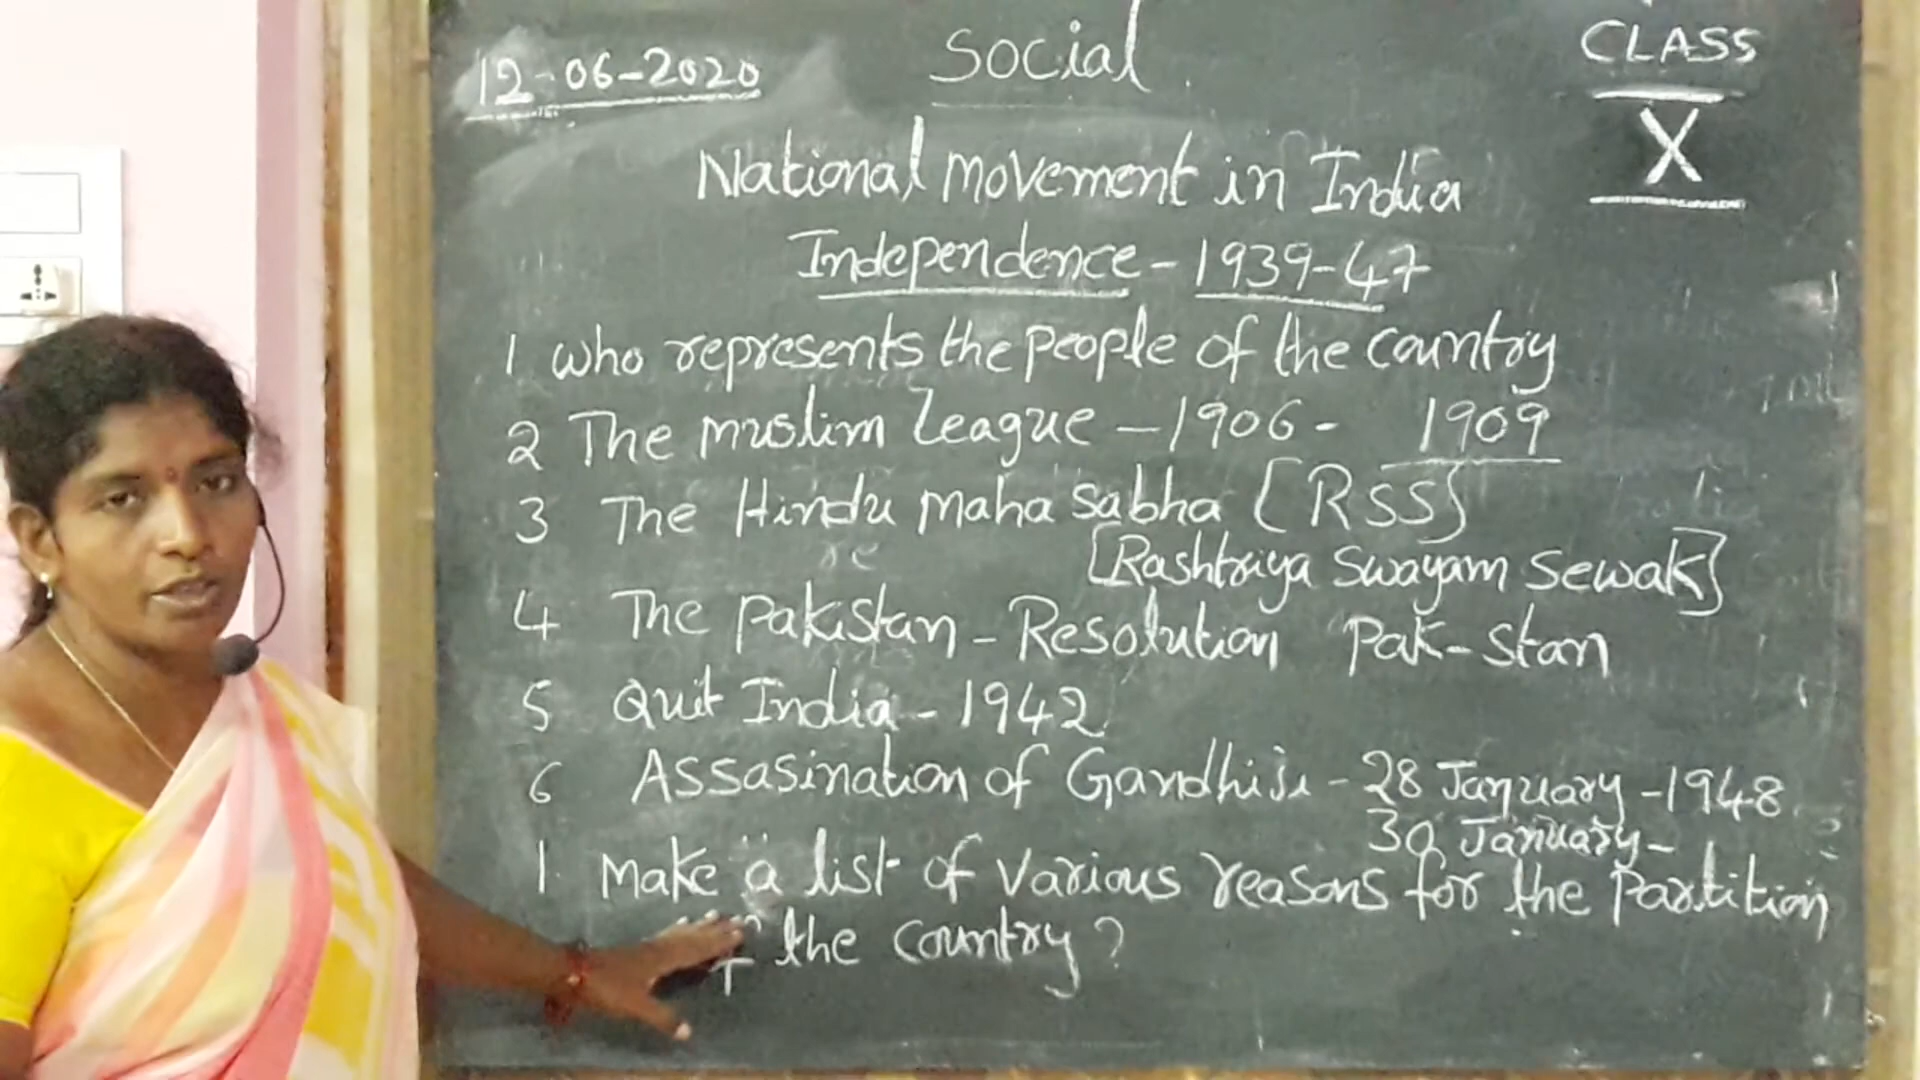 12-06-2020
Social
CLASS
X
National movement in India
Independence - 1939-47
1 who represents the people of the country
2 The muslim League - 1906 - 1909
3 The Hindu Maha Sabha [RSS]
[Rashtriya Swayam Sewak]
4 The pakistan - Resolution Pak-stan
5 Quit India - 1942
6 Assasination of Gandhiji - 28 January - 1948
30 January -
1. Make a list of various reasons for the Partition
the country?